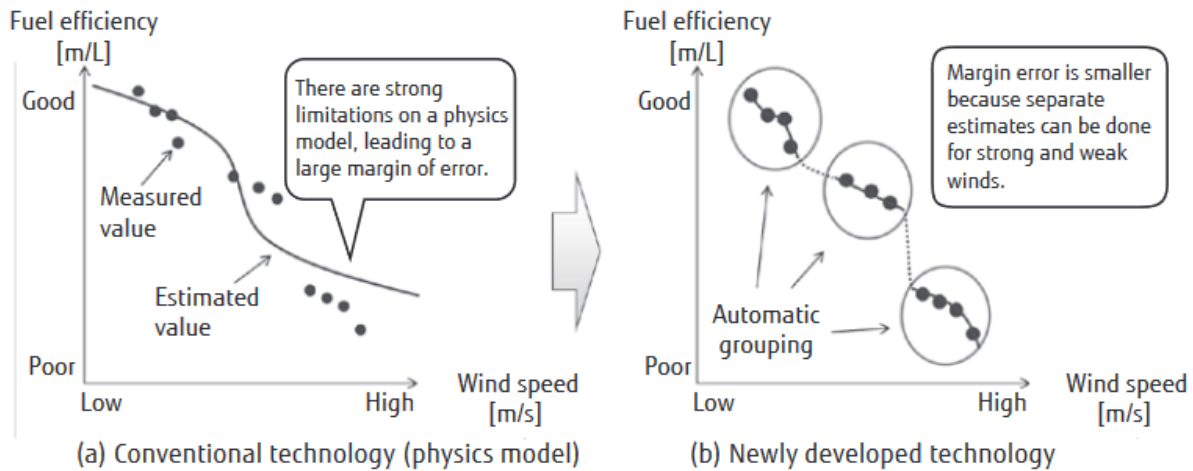 Fuel efficiency
[m/L]
Good
There are strong
limitations on a physics
model, leading to a
large margin of error.
Measured
value
Estimated
value
Poor
Low
High
Wind speed
[m/s]
(a) Conventional technology (physics model)
Fuel efficiency
[m/L]
Good
Margin error is smaller
because separate
estimates can be done
for strong and weak
winds.
Automatic
grouping
Poor
Low
High
Wind speed
[m/s]
(b) Newly developed technology